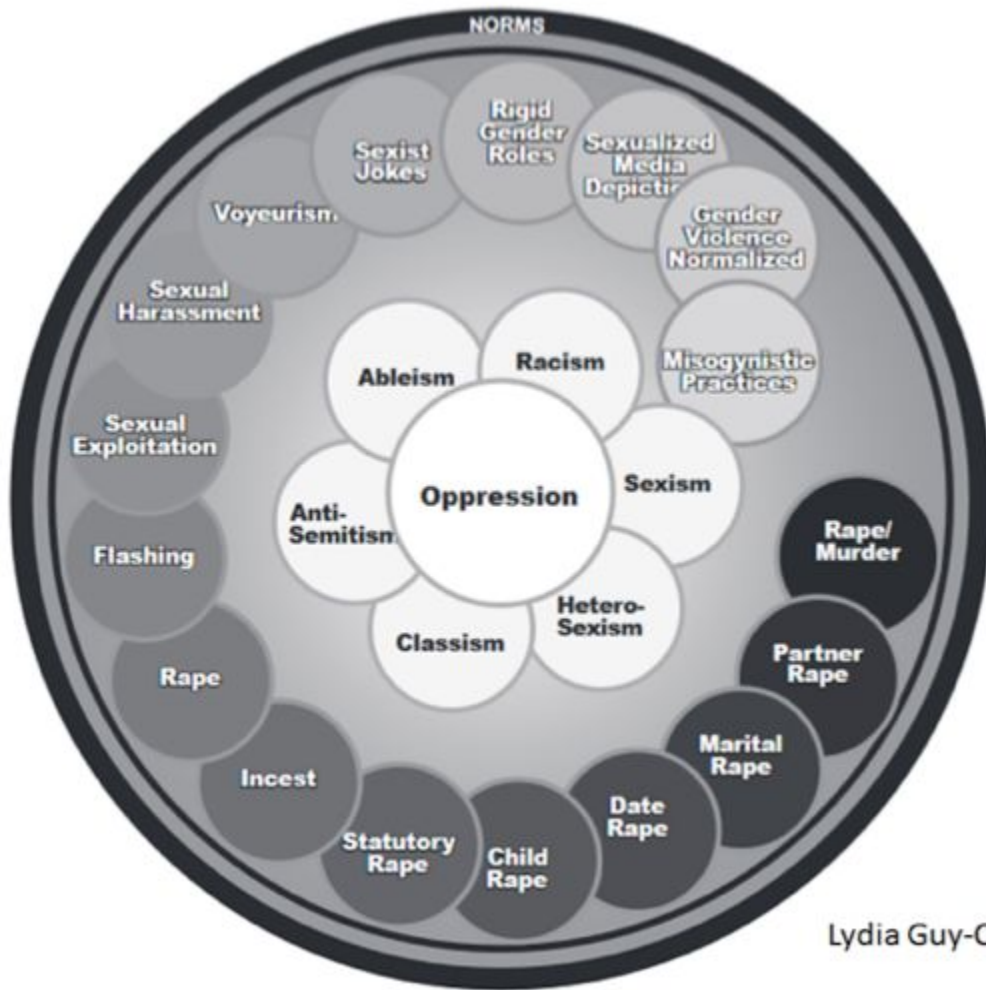 NORMS
Rigid
Gender
Roles
Sexist
Jokes
Sexualized
Media
Voyeurism
Gender
Violence
Normalized
Sexual
Harassment
Misogynistic
Practices
Sexual
Exploitation
Flashing
Rape
Incest
Statutory
Rape
Child
Rape
Date
Rape
Marital
Rape
Partner
Rape
Rape/
Murder
Ableism
Racism
Sexism
Hetero-
Sexism
Classism
Anti-
Semitism
Oppression
Lydia